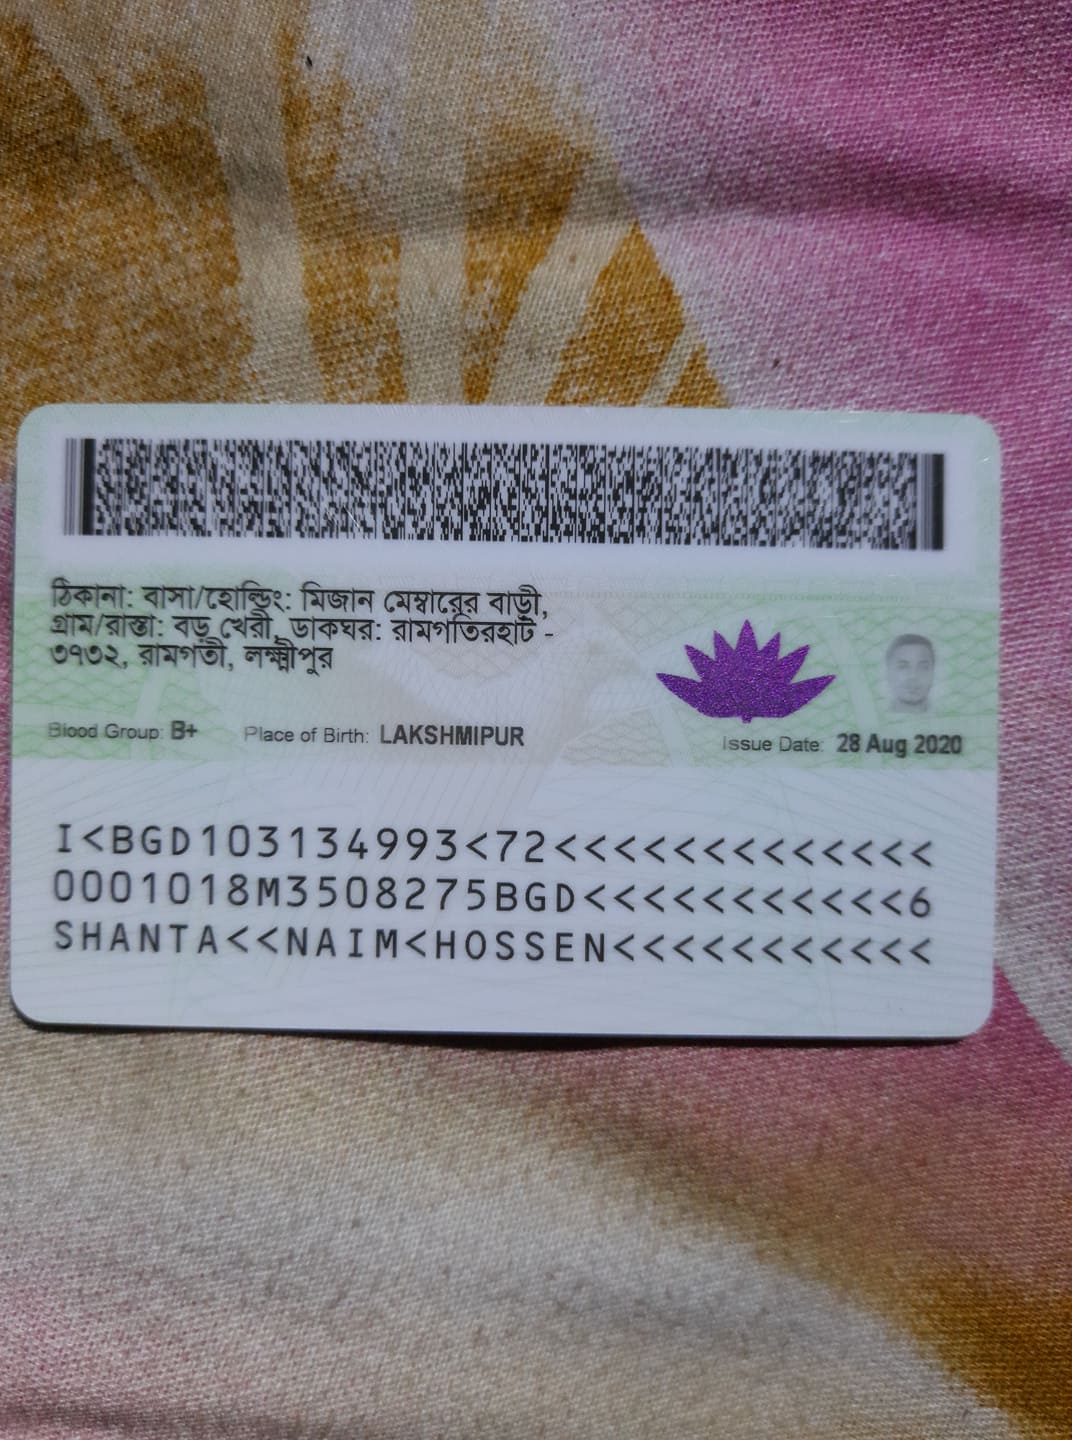 ঠিকানা: বাসা/হোল্ডিং: মিজান মেম্বারের বাড়ী,
গ্রাম/রাস্তা: বড় খেরী, ডাকঘর: রামগতিরহাট -
৩৭৩২, রামগতী, লক্ষ্মীপুর
Blood Group: B+ Place of Birth: LAKSHMIPUR Issue Date: 28 Aug 2020
I<BGD103134993<72<<<<<<<<<<<<<
0001018M3508275BGD<<<<<<<<<<<6
SHANTA<<NAIM<HOSSEN<<<<<<<<<<<